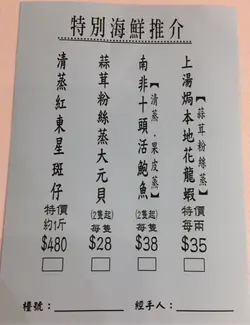 特別海鮮推介
上湯焗本地花龍蝦【蒜茸粉絲蒸】
特價
每兩
$35
南非十頭活鮑魚【清蒸・果皮蒸】
(2隻起)
每隻
$38
蒜茸粉絲蒸大元貝
(2隻起)
每隻
$28
清蒸紅東星斑仔
特價
約1斤
$480
檯號：
經手人：